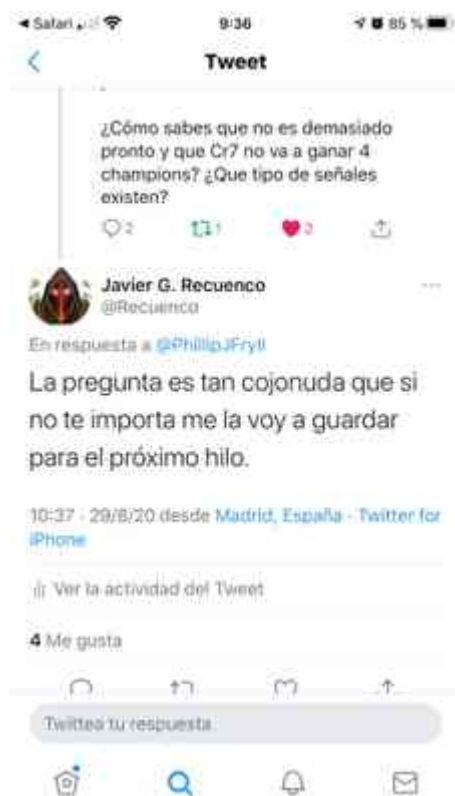 Safari
9:36
85 %
Tweet
¿Cómo sabes que no es demasiado
pronto y que Cr7 no va a ganar 4
champions? ¿Que tipo de señales
existen?
2
1
2
Javier G. Recuenco
@Recuenco
En respuesta a @PhillipJFryII
La pregunta es tan cojonuda que si
no te importa me la voy a guardar
para el próximo hilo.
10:37 · 29/8/20 desde Madrid, España · Twitter for
iPhone
Ver la actividad del Tweet
4 Me gusta
Twittea tu respuesta